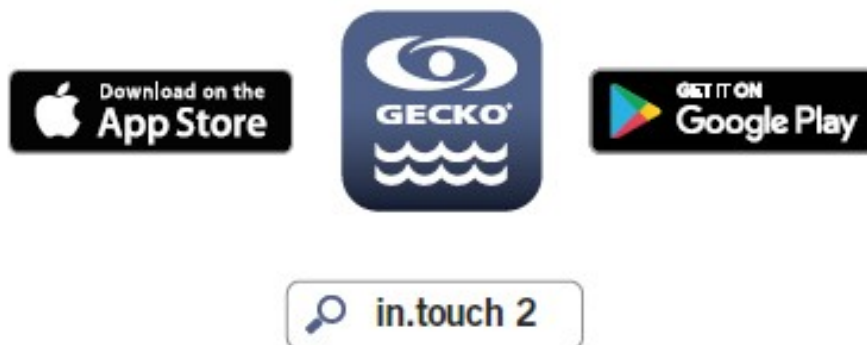 Download on the
App Store
GECKO®
GET IT ON
Google Play
in.touch 2